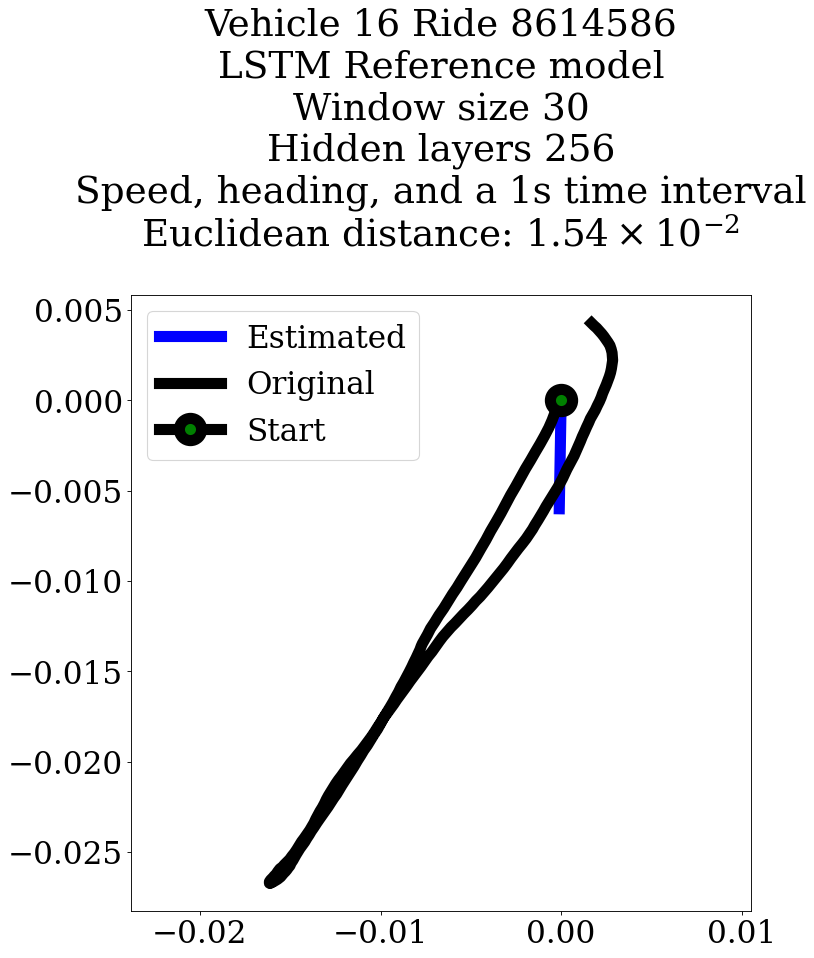 Vehicle 16 Ride 8614586
LSTM Reference model
Window size 30
Hidden layers 256
Speed, heading, and a 1s time interval
Euclidean distance: 1.54 × 10⁻²
Estimated
Original
Start
0.005
0.000
−0.005
−0.010
−0.015
−0.020
−0.025
−0.02
−0.01
0.00
0.01